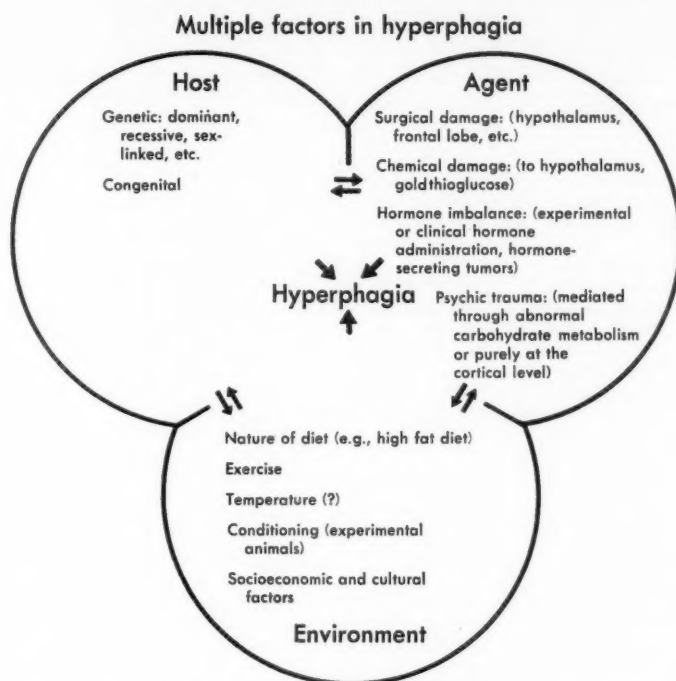 Multiple factors in hyperphagia
Host
Genetic: dominant,
recessive, sex-
linked, etc.
Congenital
Agent
Surgical damage: (hypothalamus,
frontal lobe, etc.)
Chemical damage: (to hypothalamus,
gold thioglucose)
Hormone imbalance: (experimental
or clinical hormone
administration, hormone-
secreting tumors)
Psychic trauma: (mediated
through abnormal
carbohydrate metabolism
or purely at the
cortical level)
Hyperphagia
Nature of diet (e.g., high fat diet)
Exercise
Temperature (?)
Conditioning (experimental
animals)
Socioeconomic and cultural
factors
Environment